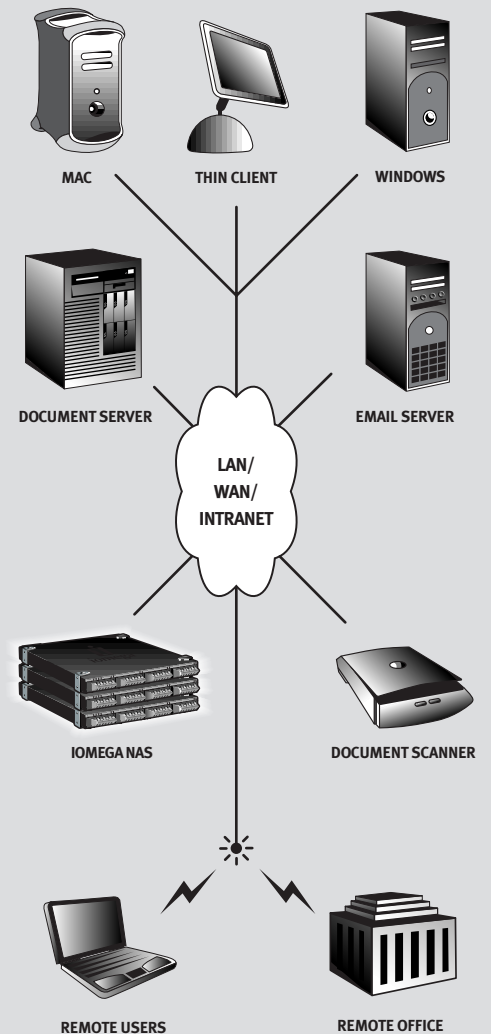 MAC
THIN CLIENT
WINDOWS
DOCUMENT SERVER
EMAIL SERVER
LAN/
WAN/
INTRANET
IOMEGA NAS
DOCUMENT SCANNER
REMOTE USERS
REMOTE OFFICE